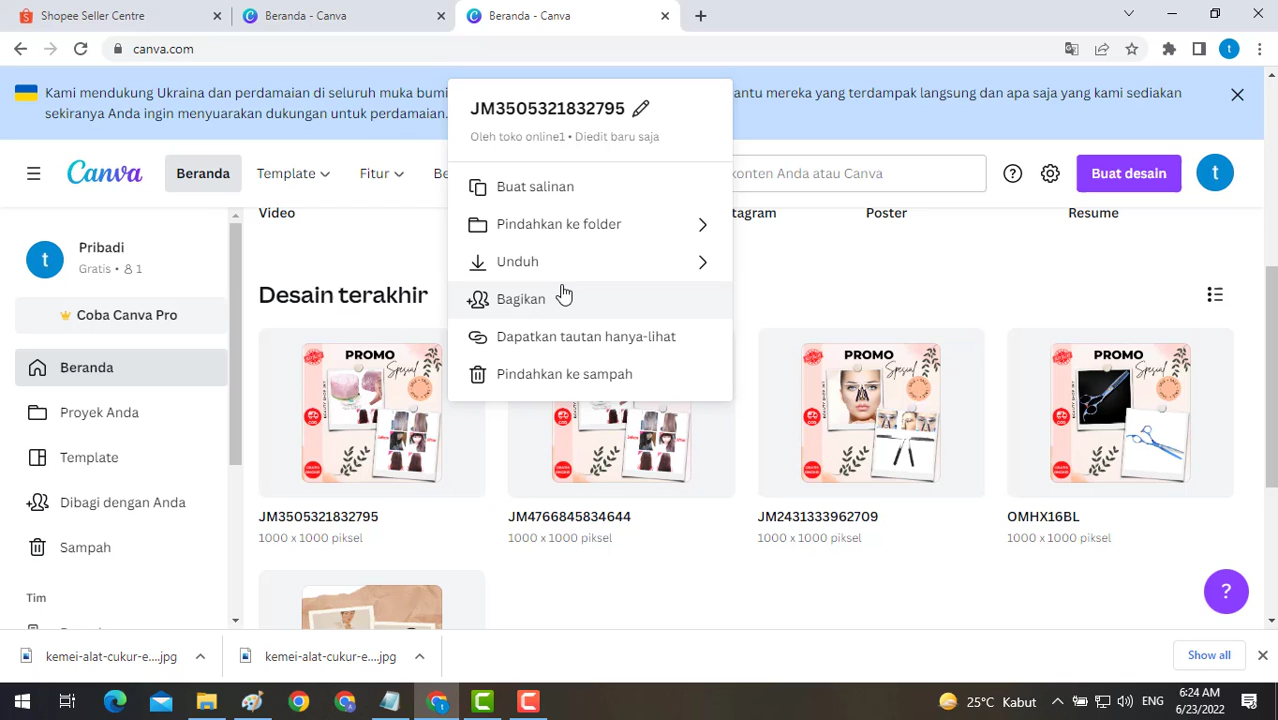 Shopee Seller Centre
Beranda - Canva
Beranda - Canva
canva.com
Kami mendukung Ukraina dan perdamaian di seluruh muka bumi
antu mereka yang terdampak langsung dan apa saja yang kami sediakan
sekiranya Anda ingin menyuarakan dukungan untuk perdamaian.
JM3505321832795
Oleh toko online1 • Diedit baru saja
Canva
Beranda
Template
Fitur
Be
konten Anda atau Canva
Buat desain
t
Buat salinan
Pindahkan ke folder
Unduh
Bagikan
Dapatkan tautan hanya-lihat
Pindahkan ke sampah
Video
tagram
Poster
Resume
t
Pribadi
Gratis • 1
Coba Canva Pro
Beranda
Proyek Anda
Template
Dibagi dengan Anda
Sampah
Tim
Desain terakhir
PROMO
Spesial
PROMO
Spesial
PROMO
Spesial
JM3505321832795
1000 x 1000 piksel
JM4766845834644
1000 x 1000 piksel
JM2431333962709
1000 x 1000 piksel
OMHX16BL
1000 x 1000 piksel
?
kemei-alat-cukur-e....jpg
kemei-alat-cukur-e....jpg
Show all
25°C Kabut
ENG
6:24 AM
6/23/2022